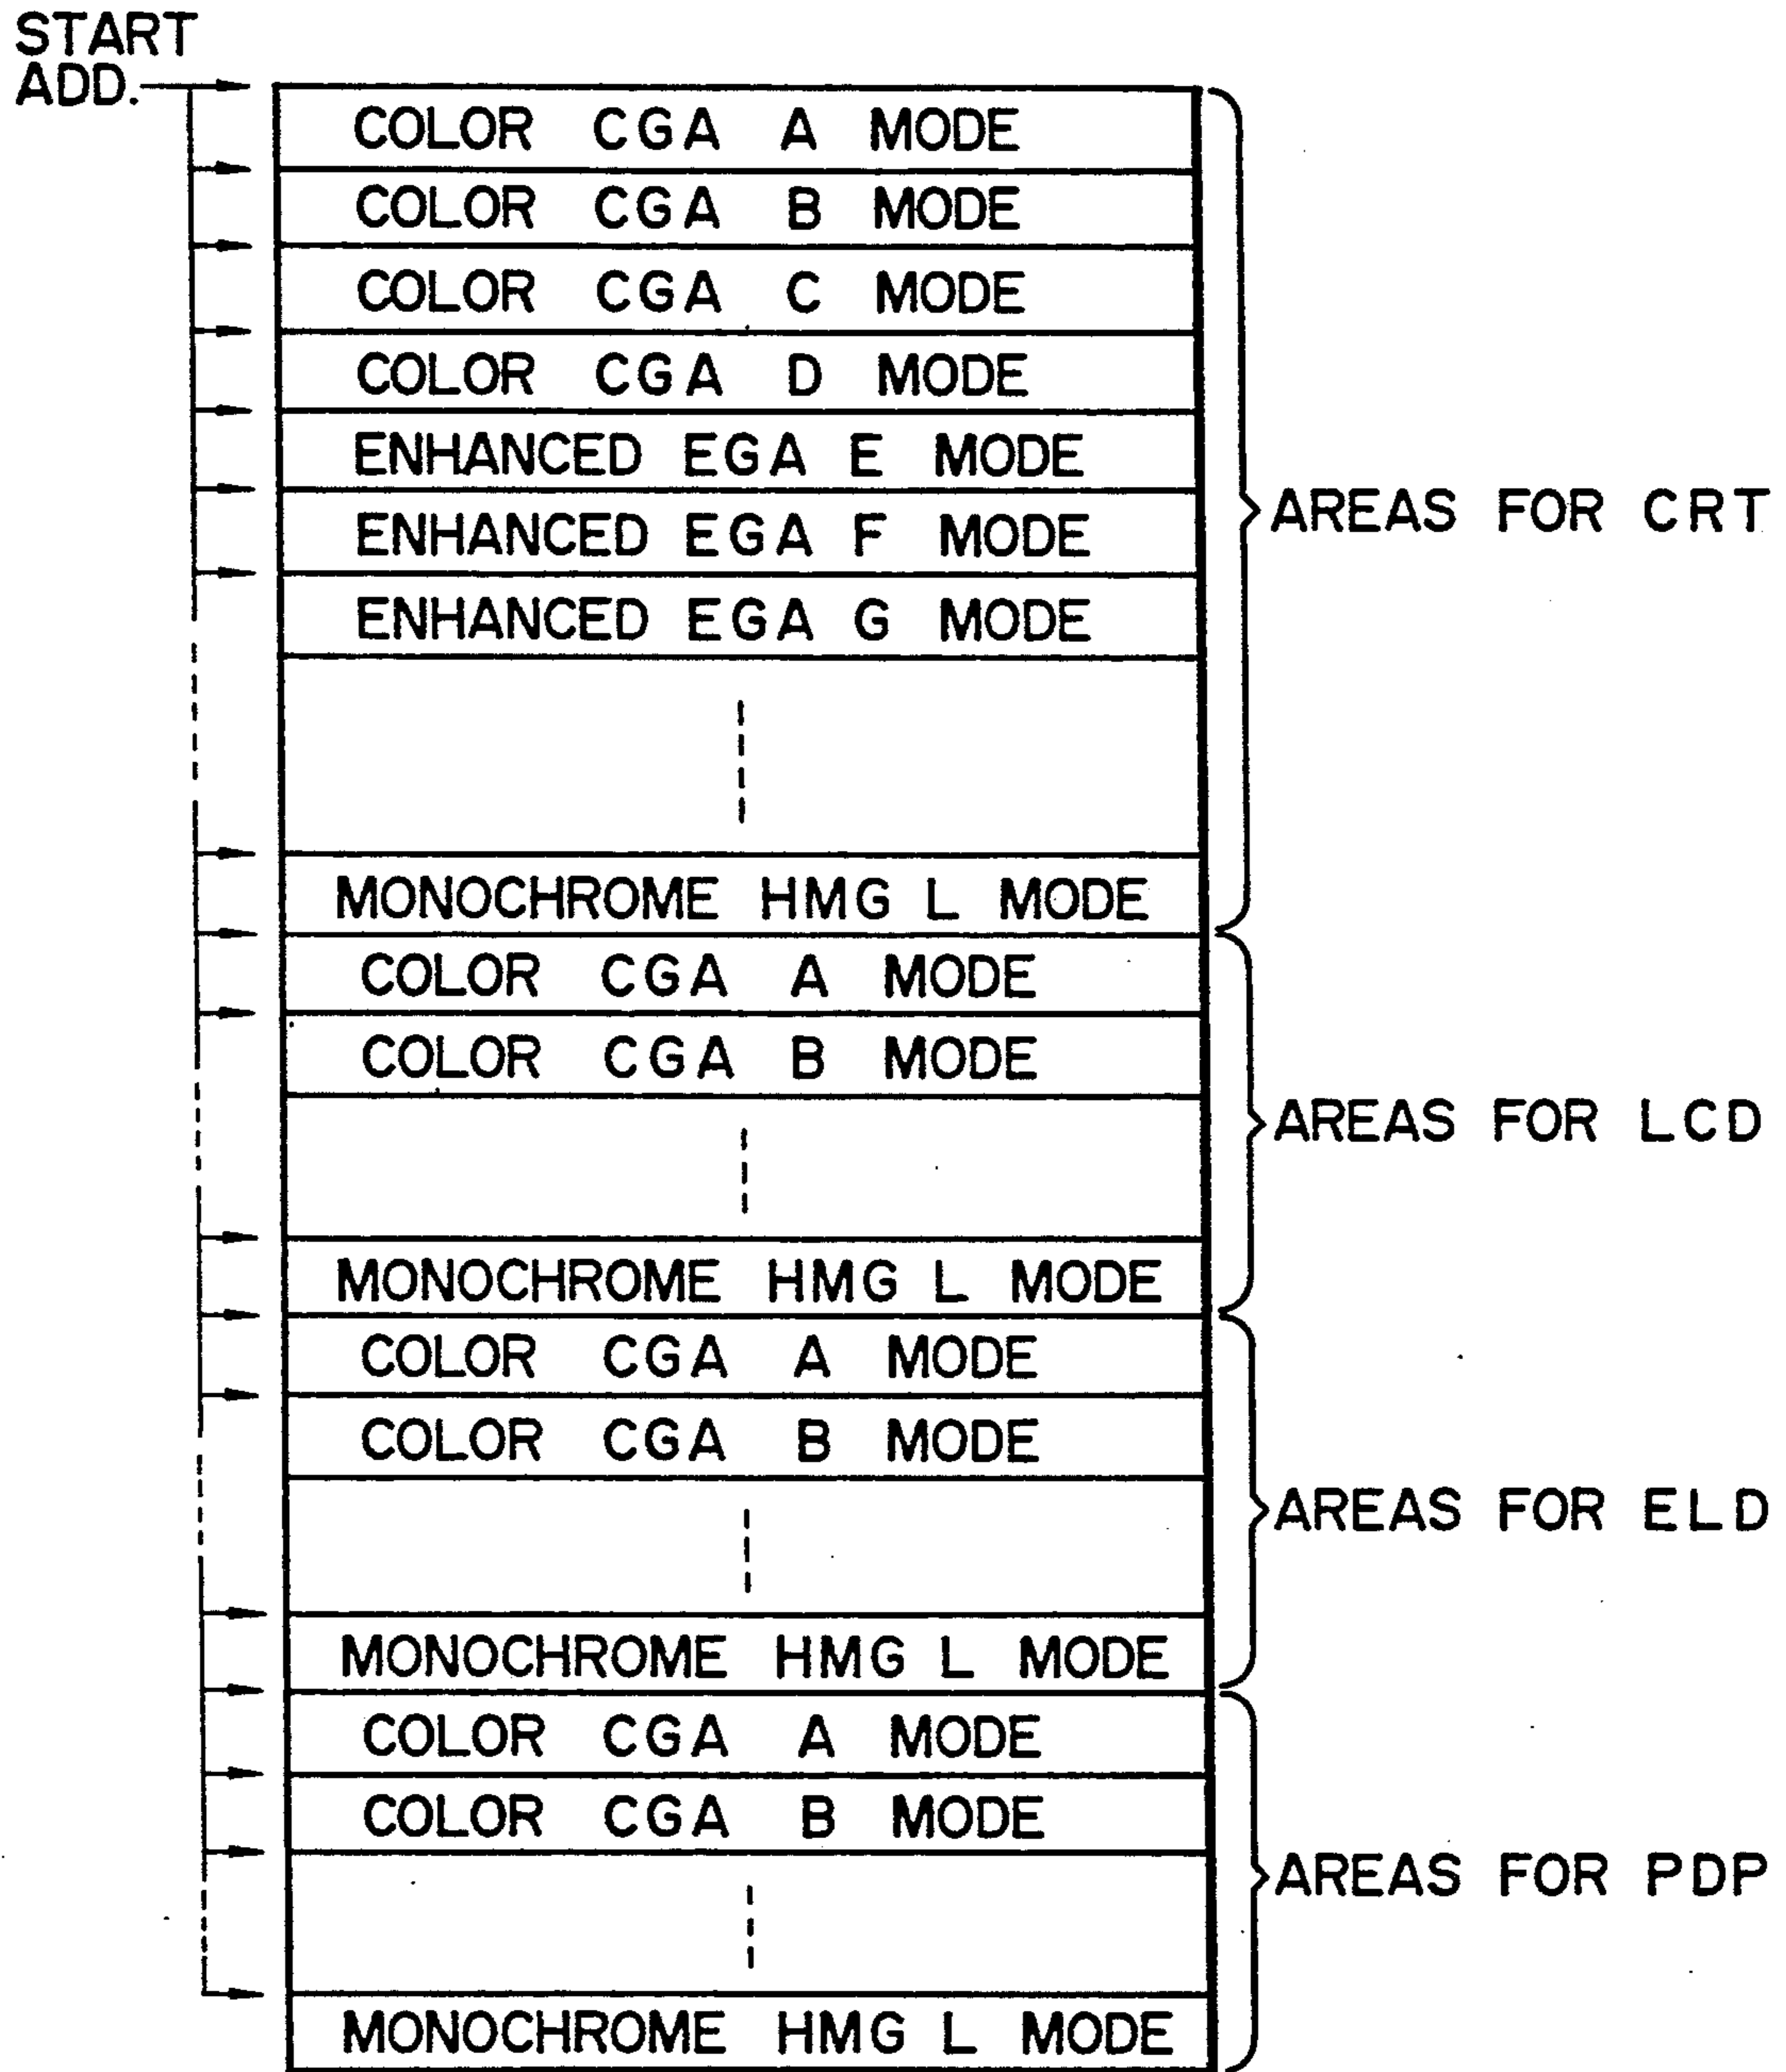 START
ADD.
COLOR CGA A MODE
COLOR CGA B MODE
COLOR CGA C MODE
COLOR CGA D MODE
ENHANCED EGA E MODE
ENHANCED EGA F MODE
ENHANCED EGA G MODE
MONOCHROME HMG L MODE
AREAS FOR CRT
COLOR CGA A MODE
COLOR CGA B MODE
MONOCHROME HMG L MODE
AREAS FOR LCD
COLOR CGA A MODE
COLOR CGA B MODE
MONOCHROME HMG L MODE
AREAS FOR ELD
COLOR CGA A MODE
COLOR CGA B MODE
MONOCHROME HMG L MODE
AREAS FOR PDP